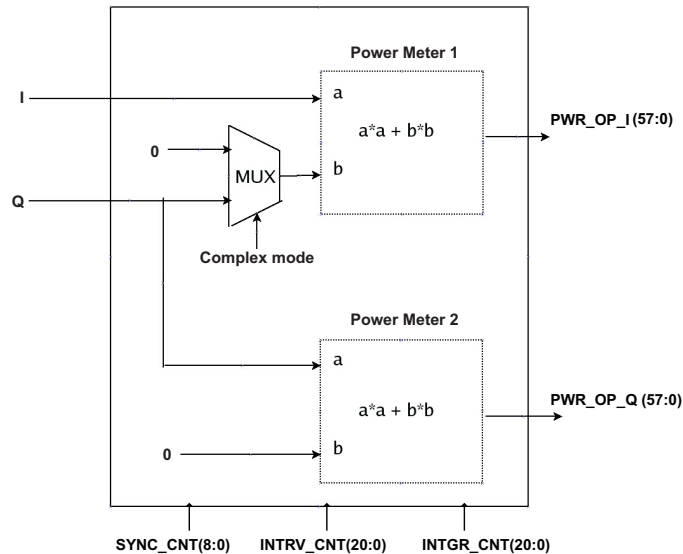 Power Meter 1
I
a
a*a + b*b
PWR_OP_I (57:0)
0
MUX
b
Q
Complex mode
Power Meter 2
a
a*a + b*b
PWR_OP_Q (57:0)
0
b
SYNC_CNT(8:0)
INTRV_CNT(20:0)
INTGR_CNT(20:0)